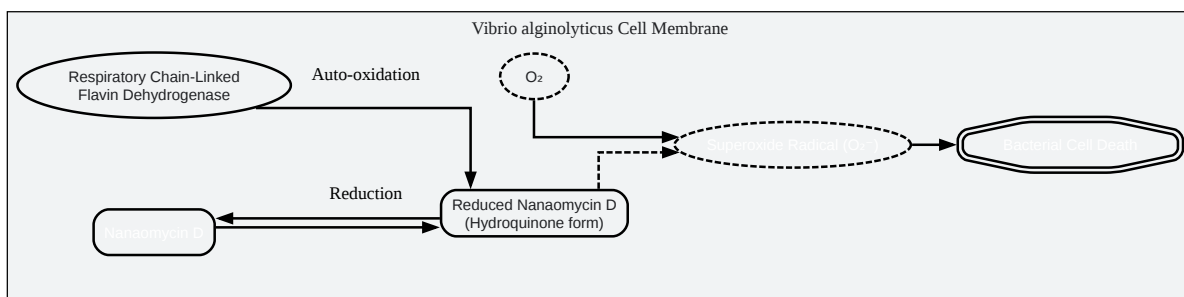 Vibrio alginolyticus Cell Membrane
Respiratory Chain-Linked
Flavin Dehydrogenase
Auto-oxidation
O₂
Superoxide Radical (O₂⁻)
Bacterial Cell Death
Reduction
Reduced Nanaomycin D
(Hydroquinone form)
Nanaomycin D